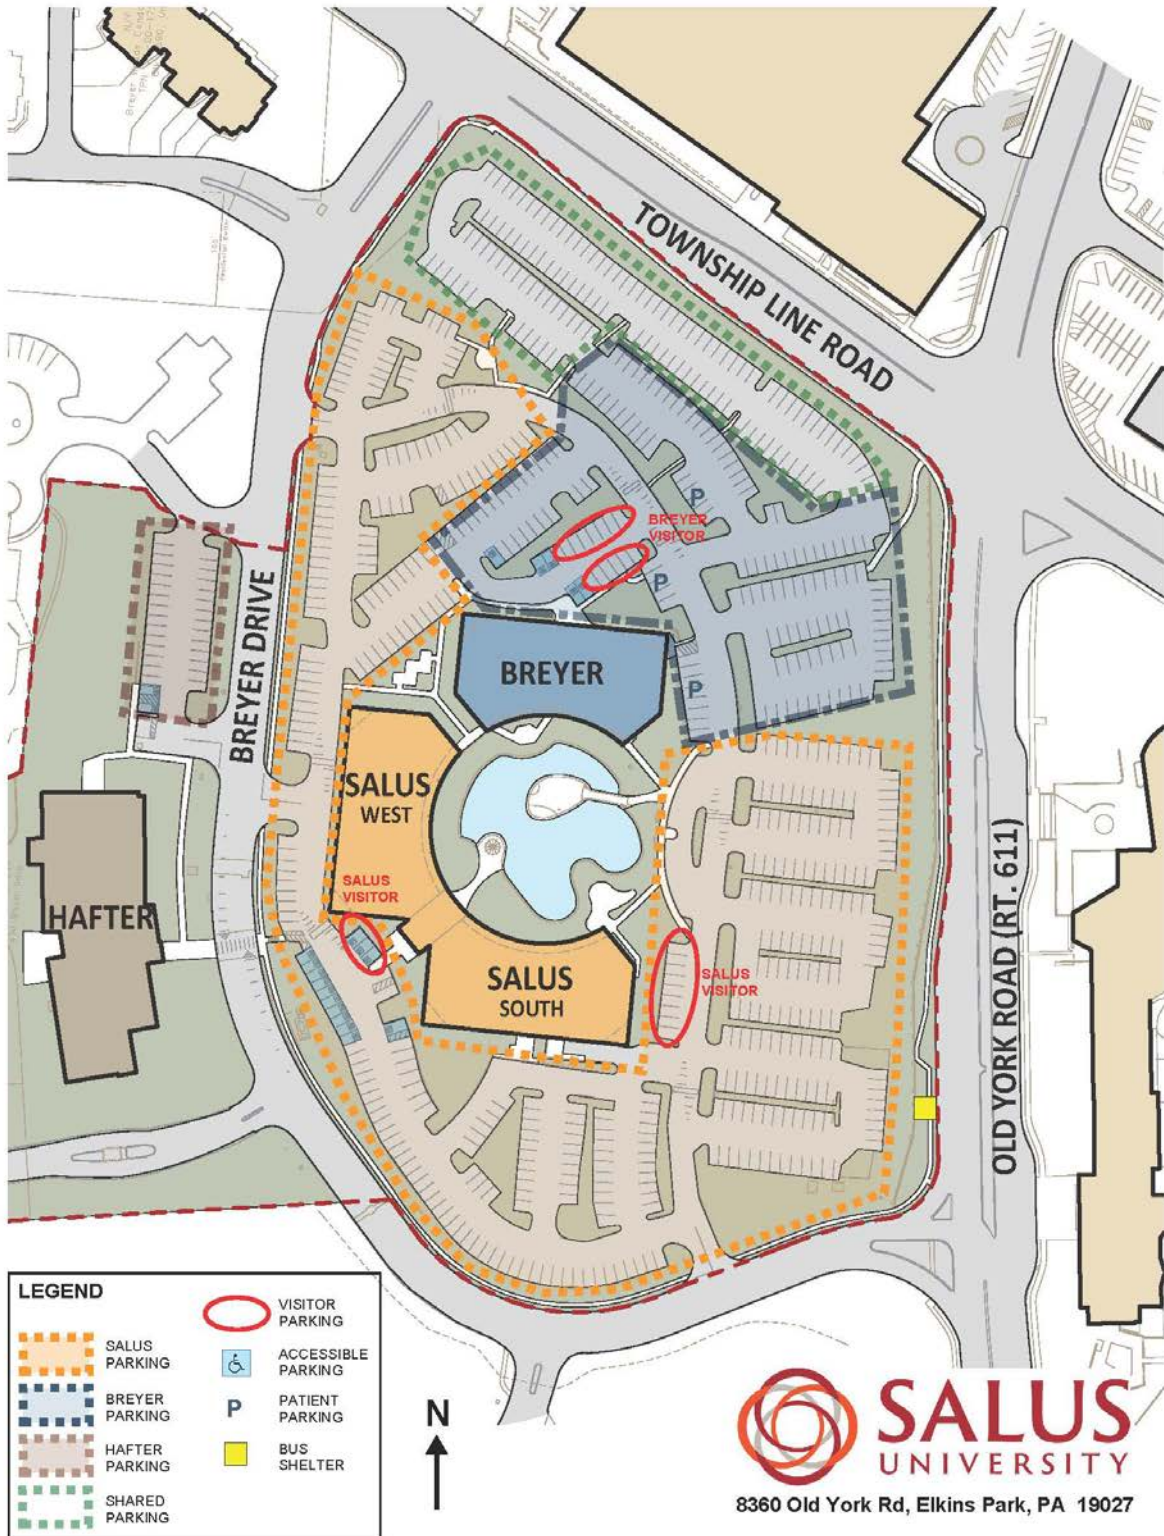 TOWNSHIP LINE ROAD
P
BREYER
VISITOR
P
BREYER DRIVE
BREYER
P
SALUS
WEST
SALUS
VISITOR
HAFTER
SALUS
SOUTH
SALUS
VISITOR
OLD YORK ROAD (RT. 611)
LEGEND
SALUS
PARKING
BREYER
PARKING
HAFTER
PARKING
SHARED
PARKING
VISITOR
PARKING
ACCESSIBLE
PARKING
P
PATIENT
PARKING
BUS
SHELTER
N
SALUS
UNIVERSITY
8360 Old York Rd, Elkins Park, PA 19027